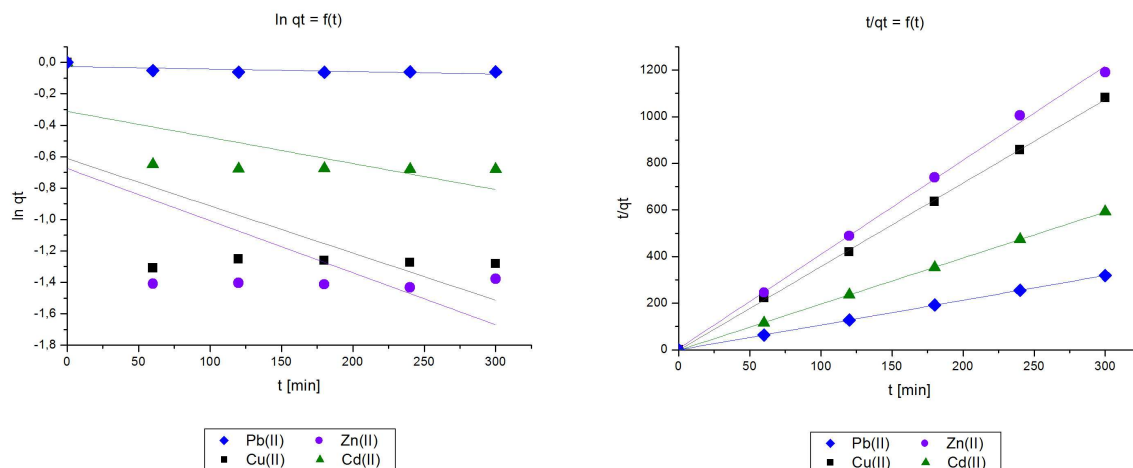 ln qt = f(t)
0,0
-0,2
-0,4
-0,6
-0,8
-1,0
-1,2
-1,4
-1,6
-1,8
ln qt
0 50 100 150 200 250 300
t [min]
Pb(II) Zn(II)
Cu(II) Cd(II)
t/qt = f(t)
1200
1000
800
600
400
200
0
t/qt
0 50 100 150 200 250 300
t [min]
Pb(II) Zn(II)
Cu(II) Cd(II)